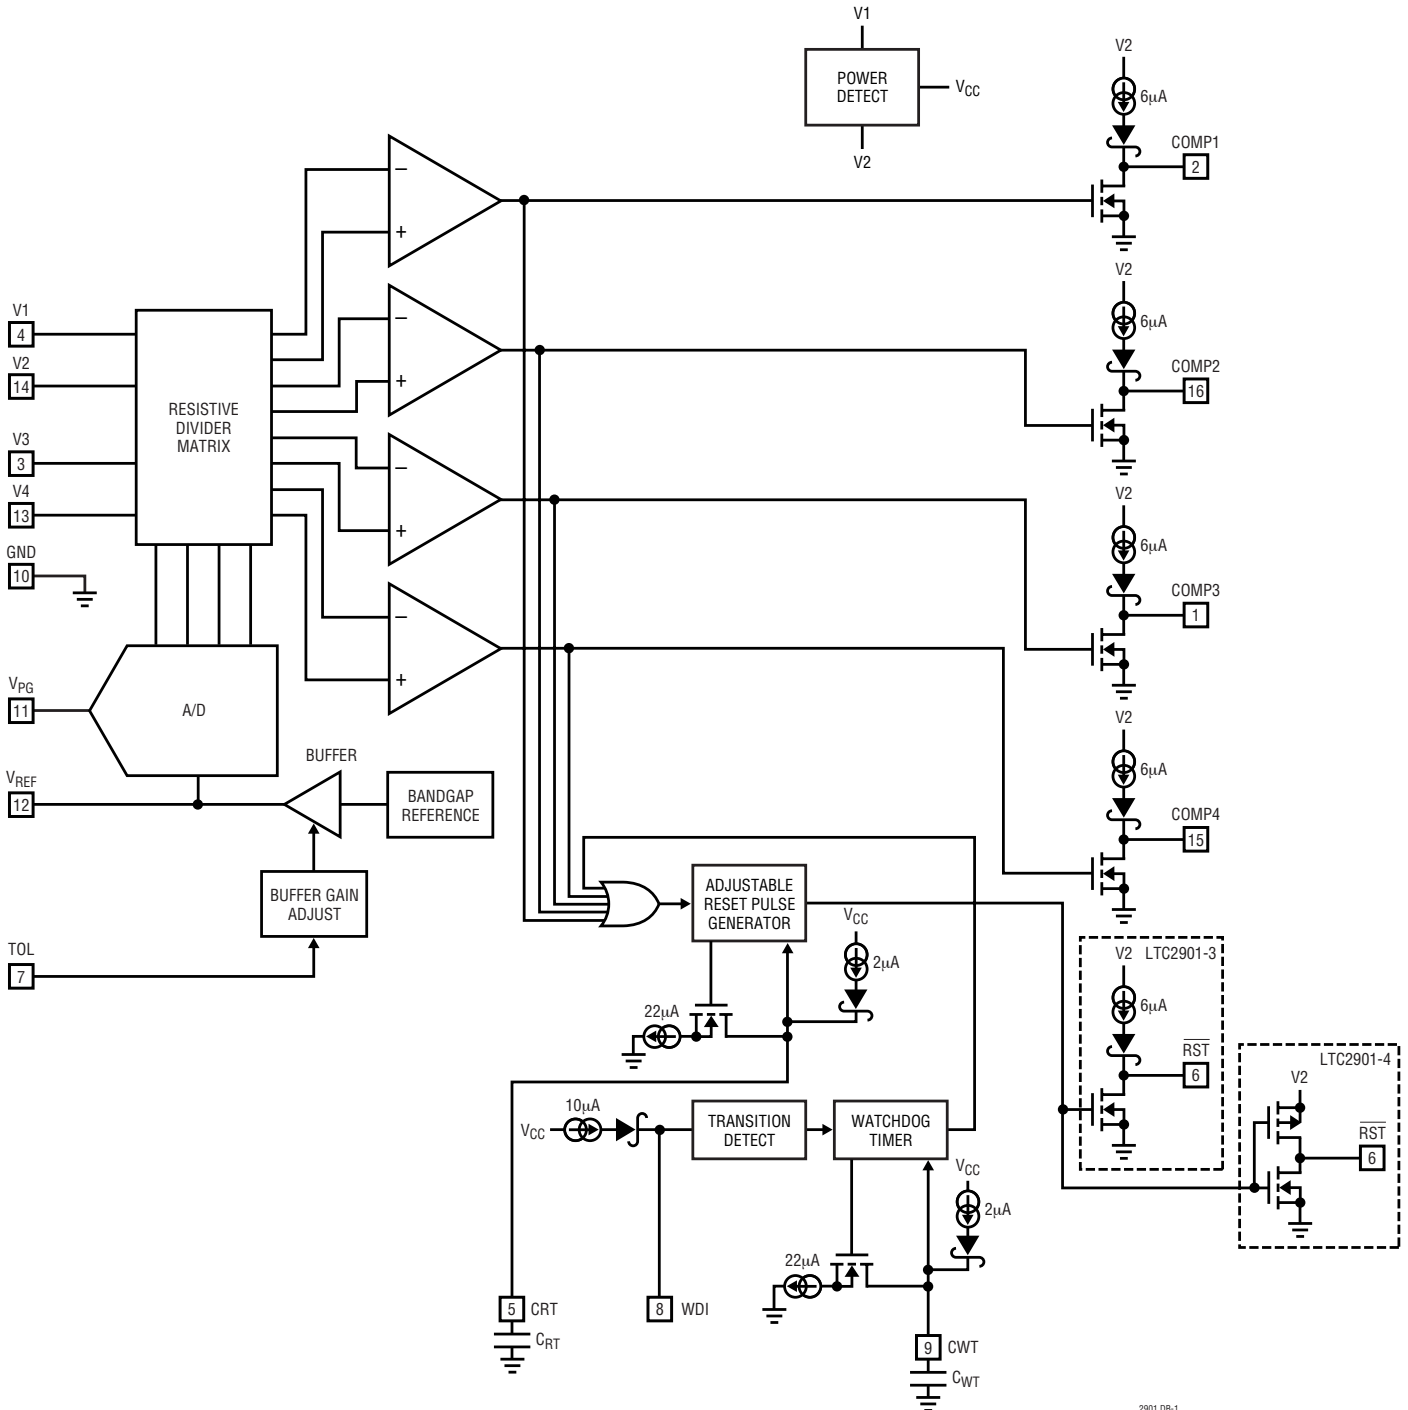 V1
POWER
DETECT
VCC
V2
V2
6µA
COMP1
2
−
+
V2
6µA
COMP2
16
−
+
V1
4
V2
14
V3
3
V4
13
GND
10
RESISTIVE
DIVIDER
MATRIX
−
+
V2
6µA
COMP3
1
−
+
VPG
11
A/D
V2
6µA
COMP4
15
VREF
12
BUFFER
BANDGAP
REFERENCE
BUFFER GAIN
ADJUST
TOL
7
ADJUSTABLE
RESET PULSE
GENERATOR
VCC
2µA
22µA
V2
LTC2901-3
6µA
RST
6
LTC2901-4
V2
RST
6
10µA
VCC
TRANSITION
DETECT
WATCHDOG
TIMER
VCC
2µA
22µA
5
CRT
CRT
8
WDI
9
CWT
CWT
2901 DB-1